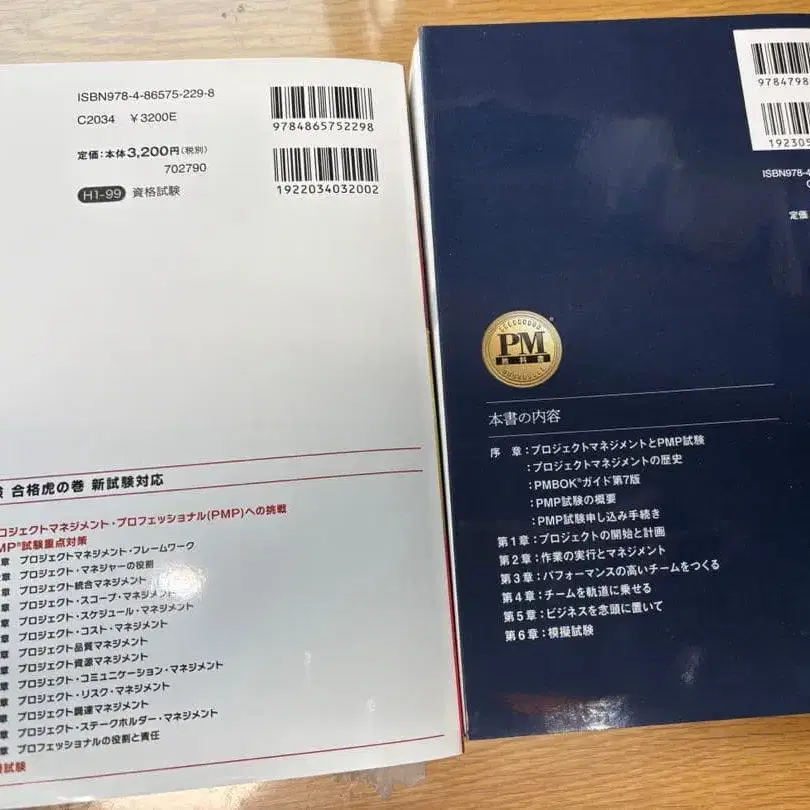 ISBN978-4-86575-229-8
C2034 ¥3200E
定価:本体3,200円(税別)
702790
H1-99 資格試験
9784865752298
1922034032002
験 合格虎の巻 新試験対応
ロジェクトマネジメント・プロフェッショナル(PMP)への挑戦
MP®試験重点対策
章 プロジェクトマネジメント・フレームワーク
章 プロジェクト・マネジャーの役割
章 プロジェクト統合マネジメント
章 プロジェクト・スコープ・マネジメント
章 プロジェクト・スケジュール・マネジメント
章 プロジェクト・コスト・マネジメント
章 プロジェクト品質マネジメント
章 プロジェクト資源マネジメント
章 プロジェクト・コミュニケーション・マネジメント
章 プロジェクト・リスク・マネジメント
章 プロジェクト調達マネジメント
章 プロジェクト・ステークホルダー・マネジメント
章 プロフェッショナルの役割と責任
試験
9784798
192305
ISBN978-4
定価
PM
教科書
本書の内容
序 章:プロジェクトマネジメントとPMP試験
:プロジェクトマネジメントの歴史
:PMBOK®ガイド第7版
:PMP試験の概要
:PMP試験申し込み手続き
第1章:プロジェクトの開始と計画
第2章:作業の実行とマネジメント
第3章:パフォーマンスの高いチームをつくる
第4章:チームを軌道に乗せる
第5章:ビジネスを念頭に置いて
第6章:模擬試験